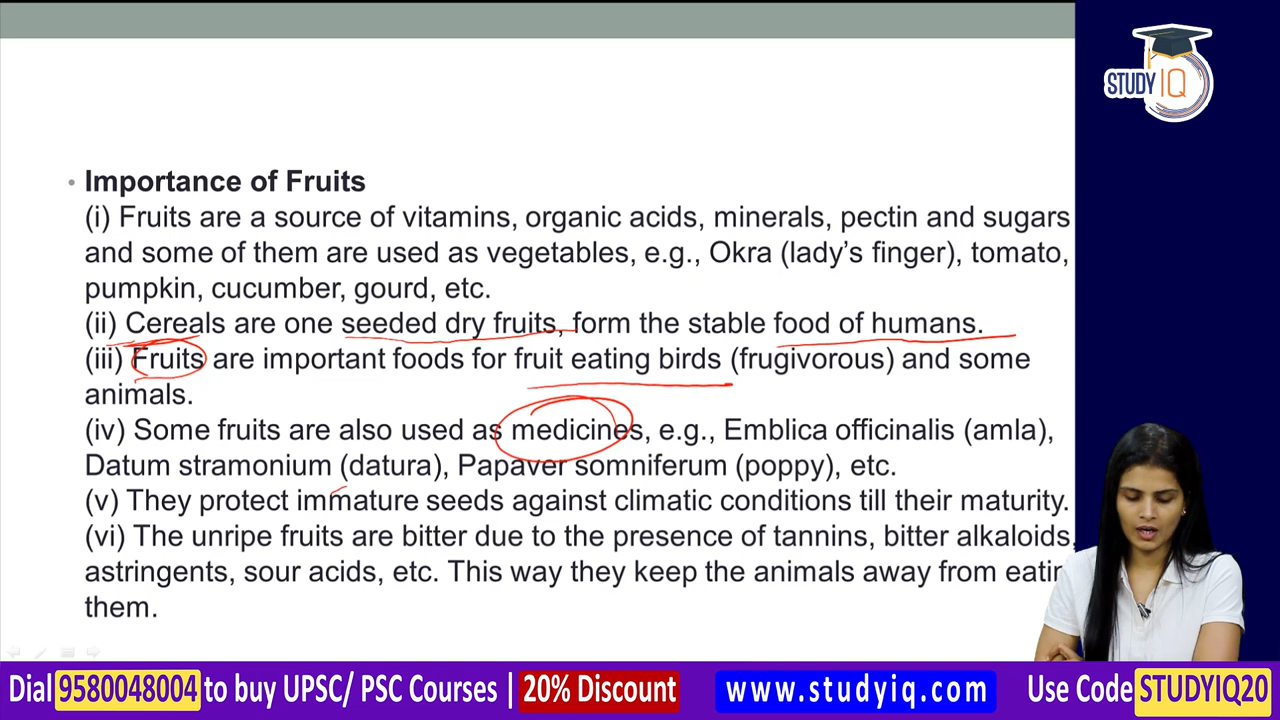 STUDY IQ
• Importance of Fruits
(i) Fruits are a source of vitamins, organic acids, minerals, pectin and sugars
and some of them are used as vegetables, e.g., Okra (lady’s finger), tomato,
pumpkin, cucumber, gourd, etc.
(ii) Cereals are one seeded dry fruits, form the stable food of humans.
(iii) Fruits are important foods for fruit eating birds (frugivorous) and some
animals.
(iv) Some fruits are also used as medicines, e.g., Emblica officinalis (amla),
Datum stramonium (datura), Papaver somniferum (poppy), etc.
(v) They protect immature seeds against climatic conditions till their maturity.
(vi) The unripe fruits are bitter due to the presence of tannins, bitter alkaloids,
astringents, sour acids, etc. This way they keep the animals away from
them.
Dial 9580048004 to buy UPSC/ PSC Courses | 20% Discount www.studyiq.com Use Code STUDYIQ20